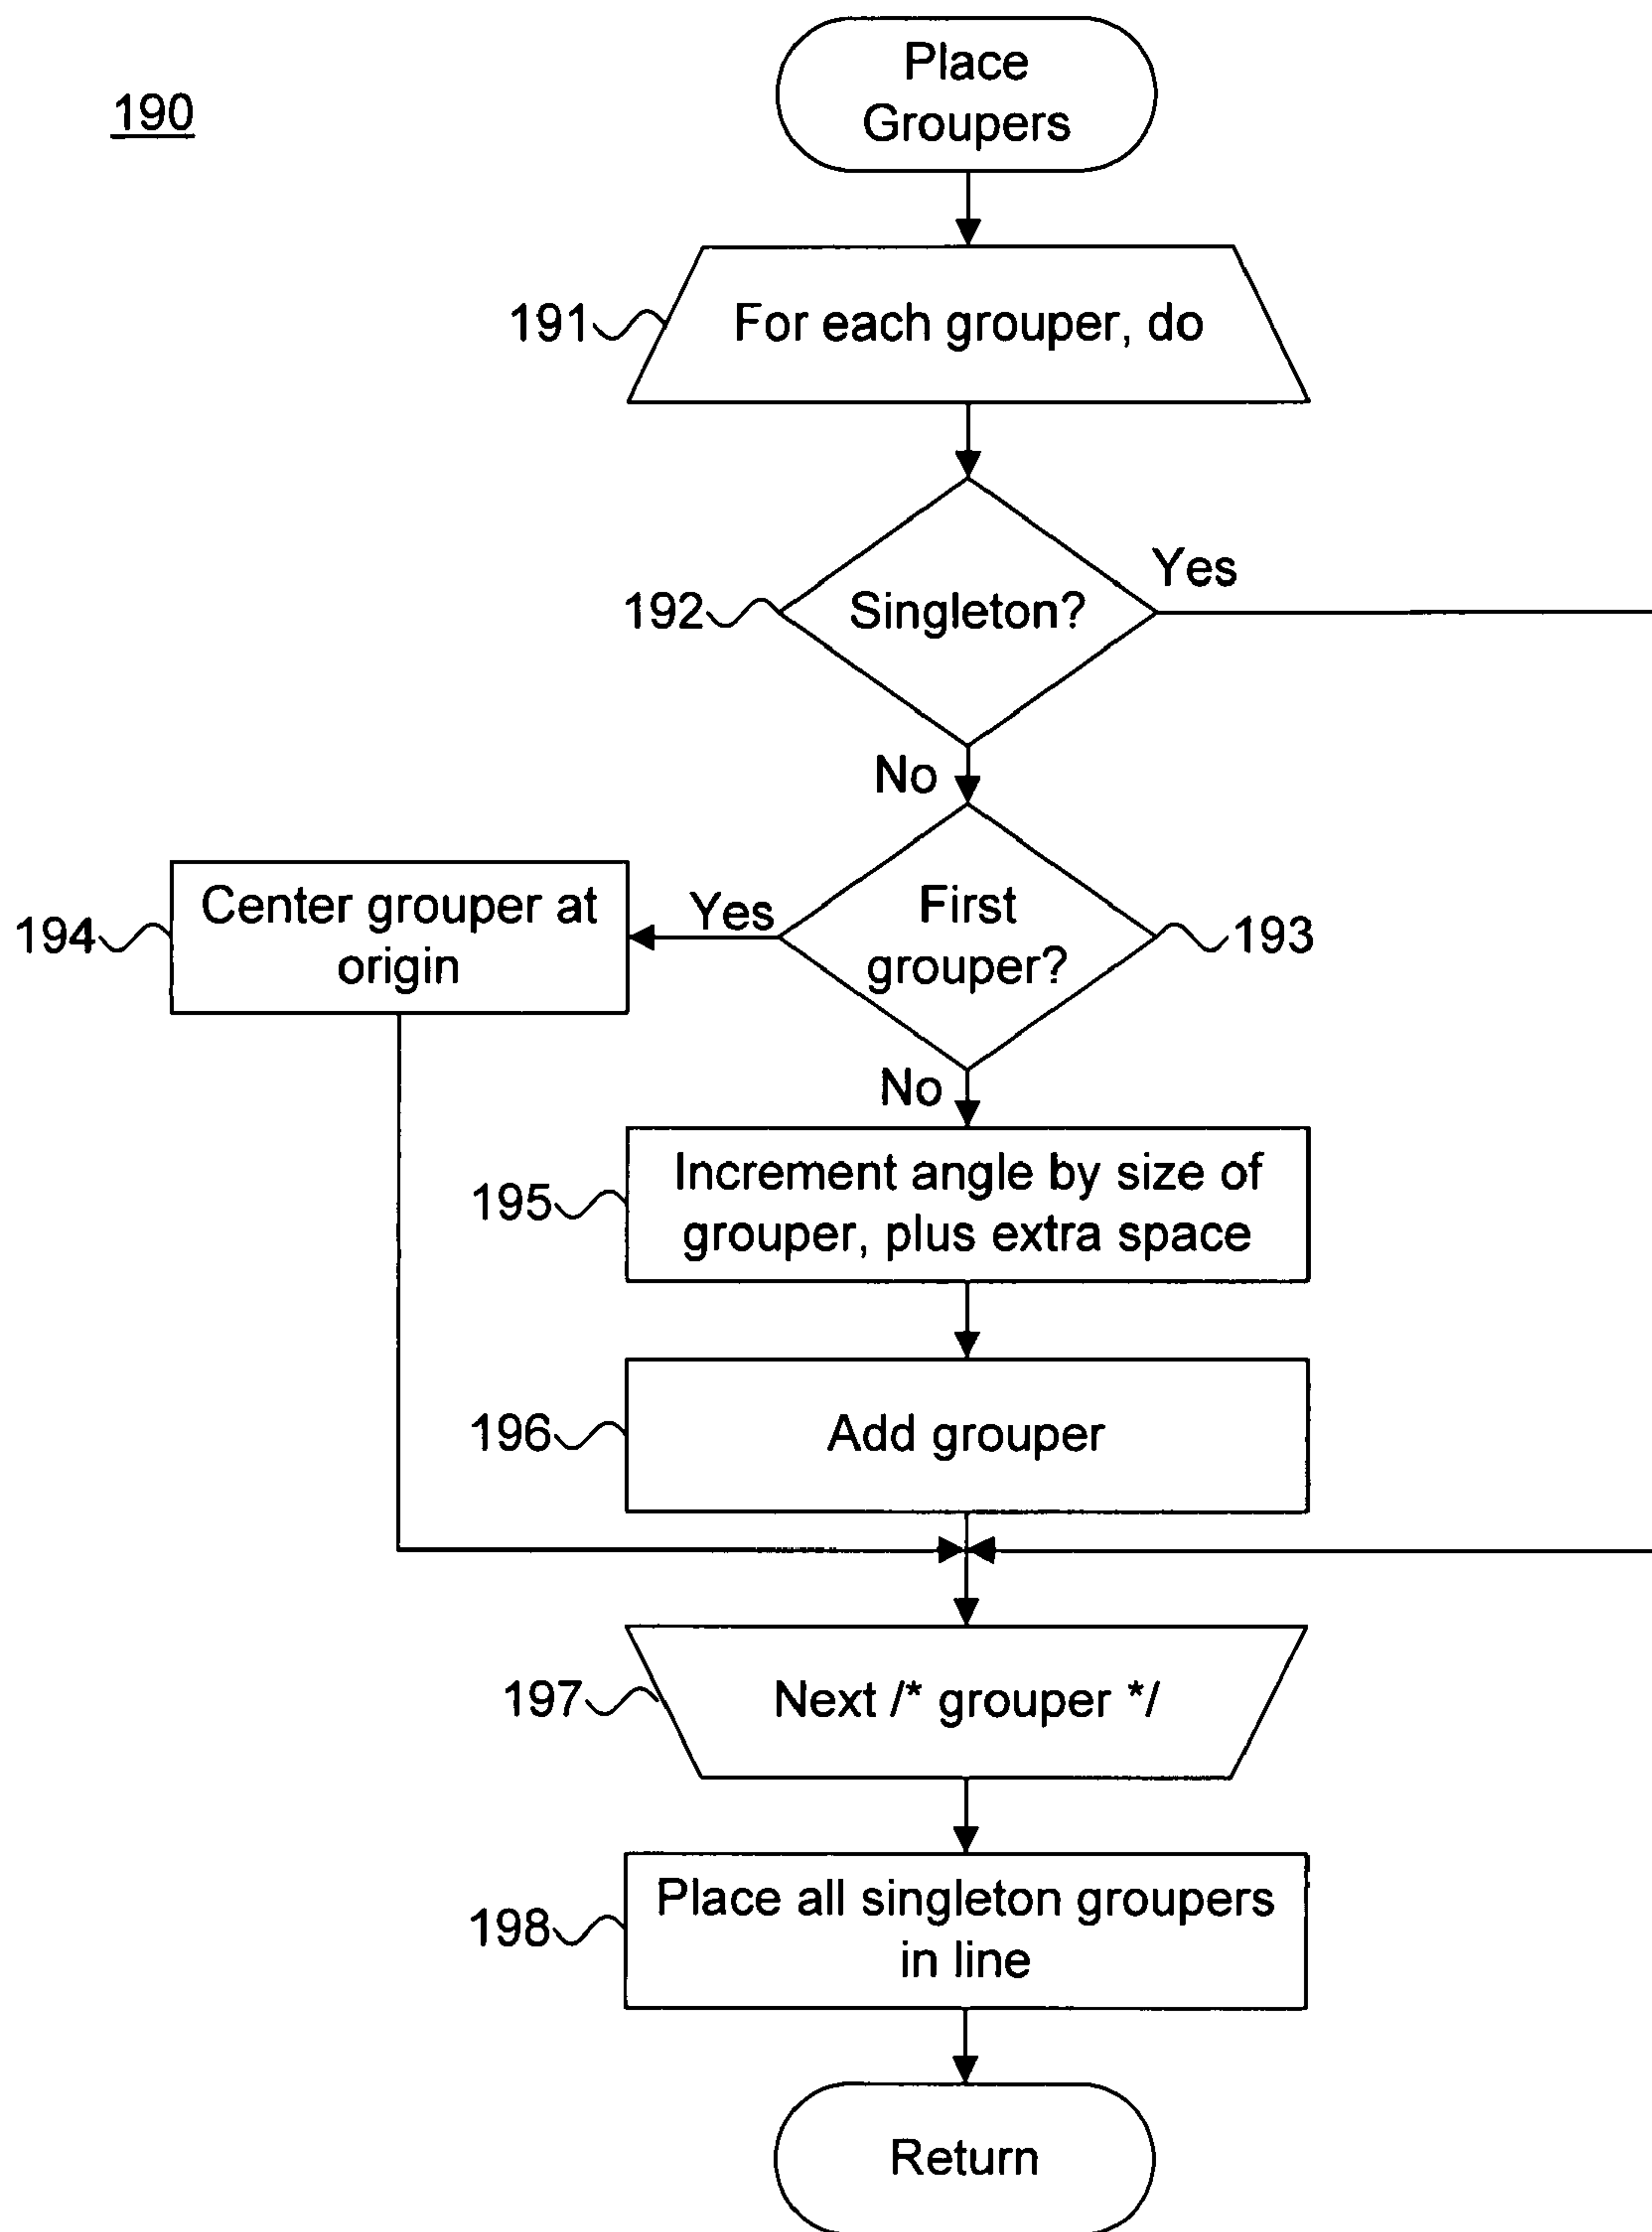 Place
Groupers
190
191
For each grouper, do
192
Singleton?
Yes
No
194
Center grouper at
origin
Yes
First
grouper?
193
No
195
Increment angle by size of
grouper, plus extra space
196
Add grouper
197
Next /* grouper */
198
Place all singleton groupers
in line
Return